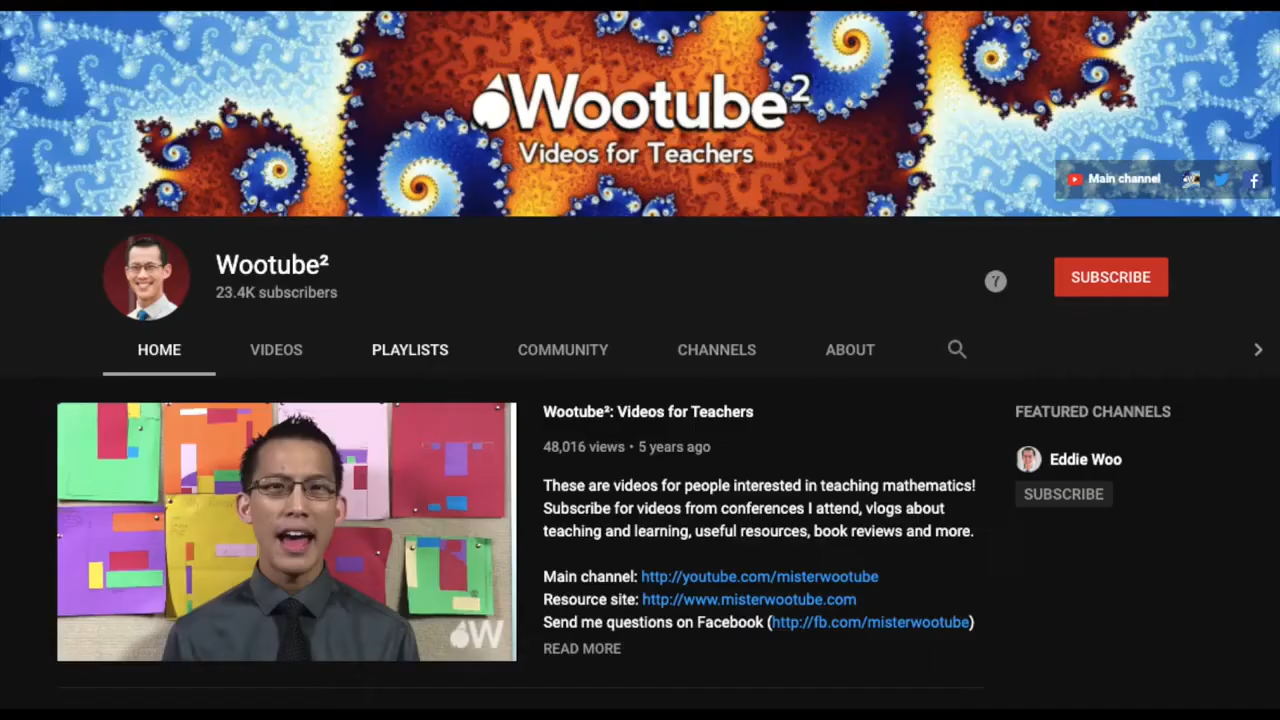 Wootube²
Videos for Teachers
Main channel
Wootube²
23.4K subscribers
SUBSCRIBE
HOME VIDEOS PLAYLISTS COMMUNITY CHANNELS ABOUT
Wootube²: Videos for Teachers
48,016 views • 5 years ago
These are videos for people interested in teaching mathematics!
Subscribe for videos from conferences I attend, vlogs about
teaching and learning, useful resources, book reviews and more.
Main channel: http://youtube.com/misterwootube
Resource site: http://www.misterwootube.com
Send me questions on Facebook (http://fb.com/misterwootube)
READ MORE
W
FEATURED CHANNELS
Eddie Woo
SUBSCRIBE